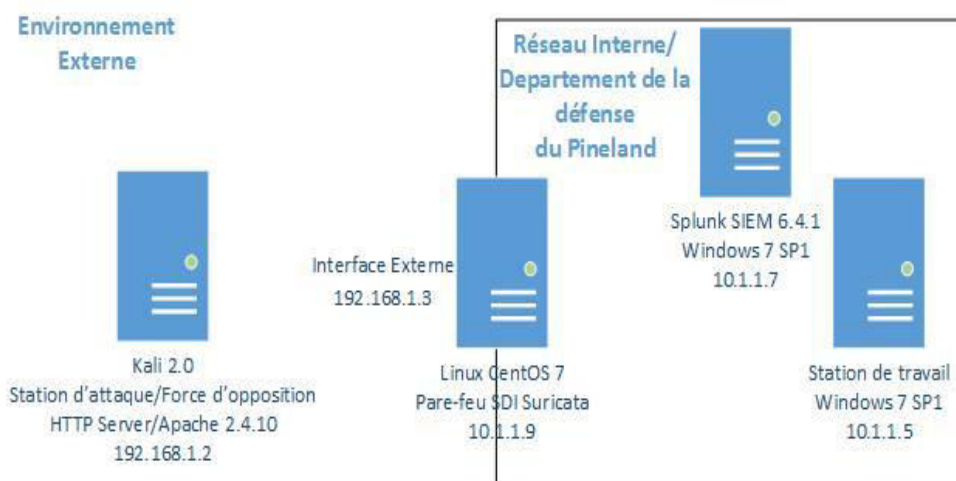 Environnement
Externe
Réseau Interne/
Departement de la
défense
du Pineland
Splunk SIEM 6.4.1
Windows 7 SP1
10.1.1.7
Interface Externe
192.168.1.3
Kali 2.0
Station d'attaque/Force d'opposition
HTTP Server/Apache 2.4.10
192.168.1.2
Linux CentOS 7
Pare-feu SDI Suricata
10.1.1.9
Station de travail
Windows 7 SP1
10.1.1.5